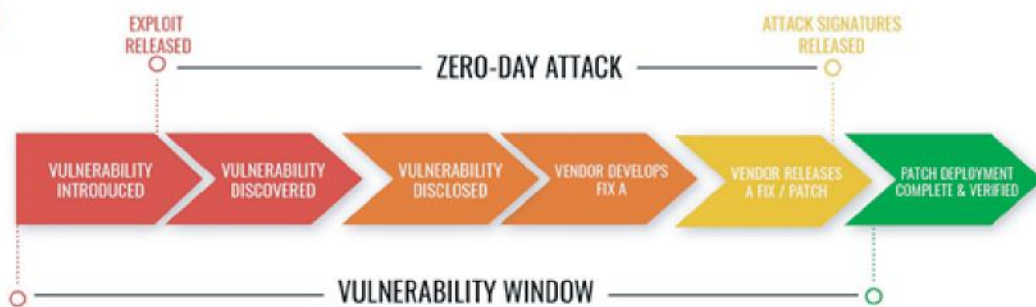 EXPLOIT
RELEASED
ATTACK SIGNATURES
RELEASED
ZERO-DAY ATTACK
VULNERABILITY
INTRODUCED
VULNERABILITY
DISCOVERED
VULNERABILITY
DISCLOSED
VENDOR DEVELOPS
FIX A
VENDOR RELEASES
A FIX / PATCH
PATCH DEPLOYMENT
COMPLETE & VERIFIED
VULNERABILITY WINDOW